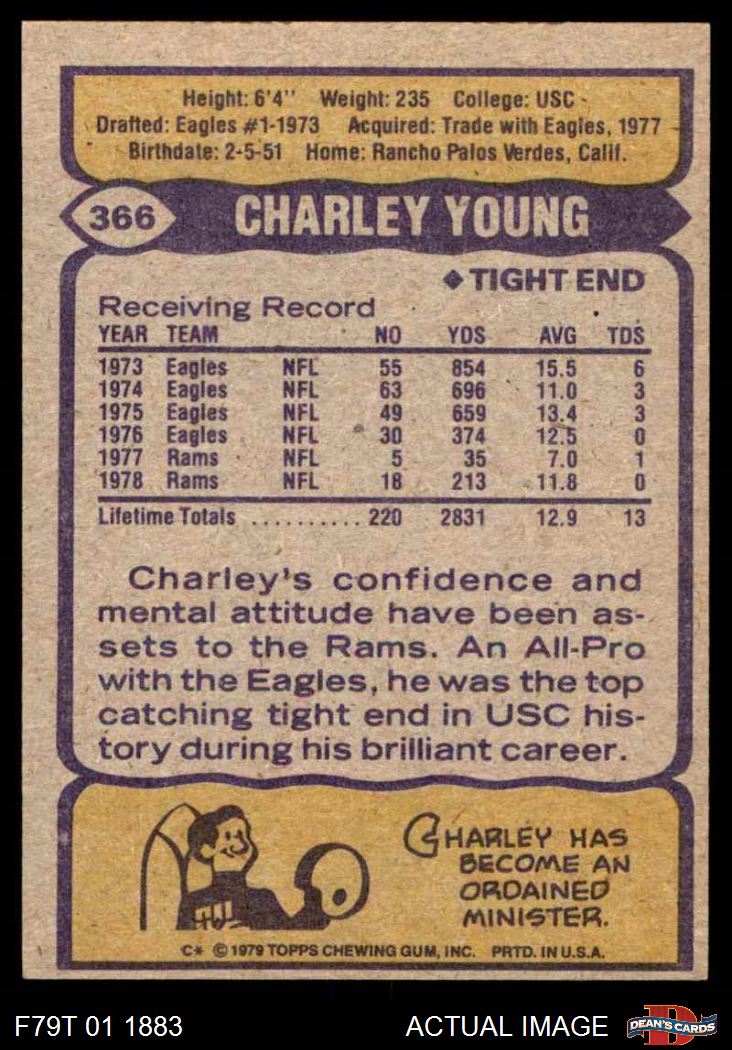 Height: 6'4" Weight: 235 College: USC
Drafted: Eagles #1-1973 Acquired: Trade with Eagles, 1977
Birthdate: 2-5-51 Home: Rancho Palos Verdes, Calif.
366 CHARLEY YOUNG
◆TIGHT END
Receiving Record
YEAR TEAM NO YDS AVG TDS
1973 Eagles NFL 55 854 15.5 6
1974 Eagles NFL 63 696 11.0 3
1975 Eagles NFL 49 659 13.4 3
1976 Eagles NFL 30 374 12.5 0
1977 Rams NFL 5 35 7.0 1
1978 Rams NFL 18 213 11.8 0
Lifetime Totals .......... 220 2831 12.9 13
Charley's confidence and
mental attitude have been as-
sets to the Rams. An All-Pro
with the Eagles, he was the top
catching tight end in USC his-
tory during his brilliant career.
CHARLEY HAS
BECOME AN
ORDAINED
MINISTER.
C* © 1979 TOPPS CHEWING GUM, INC. PRTD. IN U.S.A.
F79T 01 1883 ACTUAL IMAGE D DEAN'S CARDS